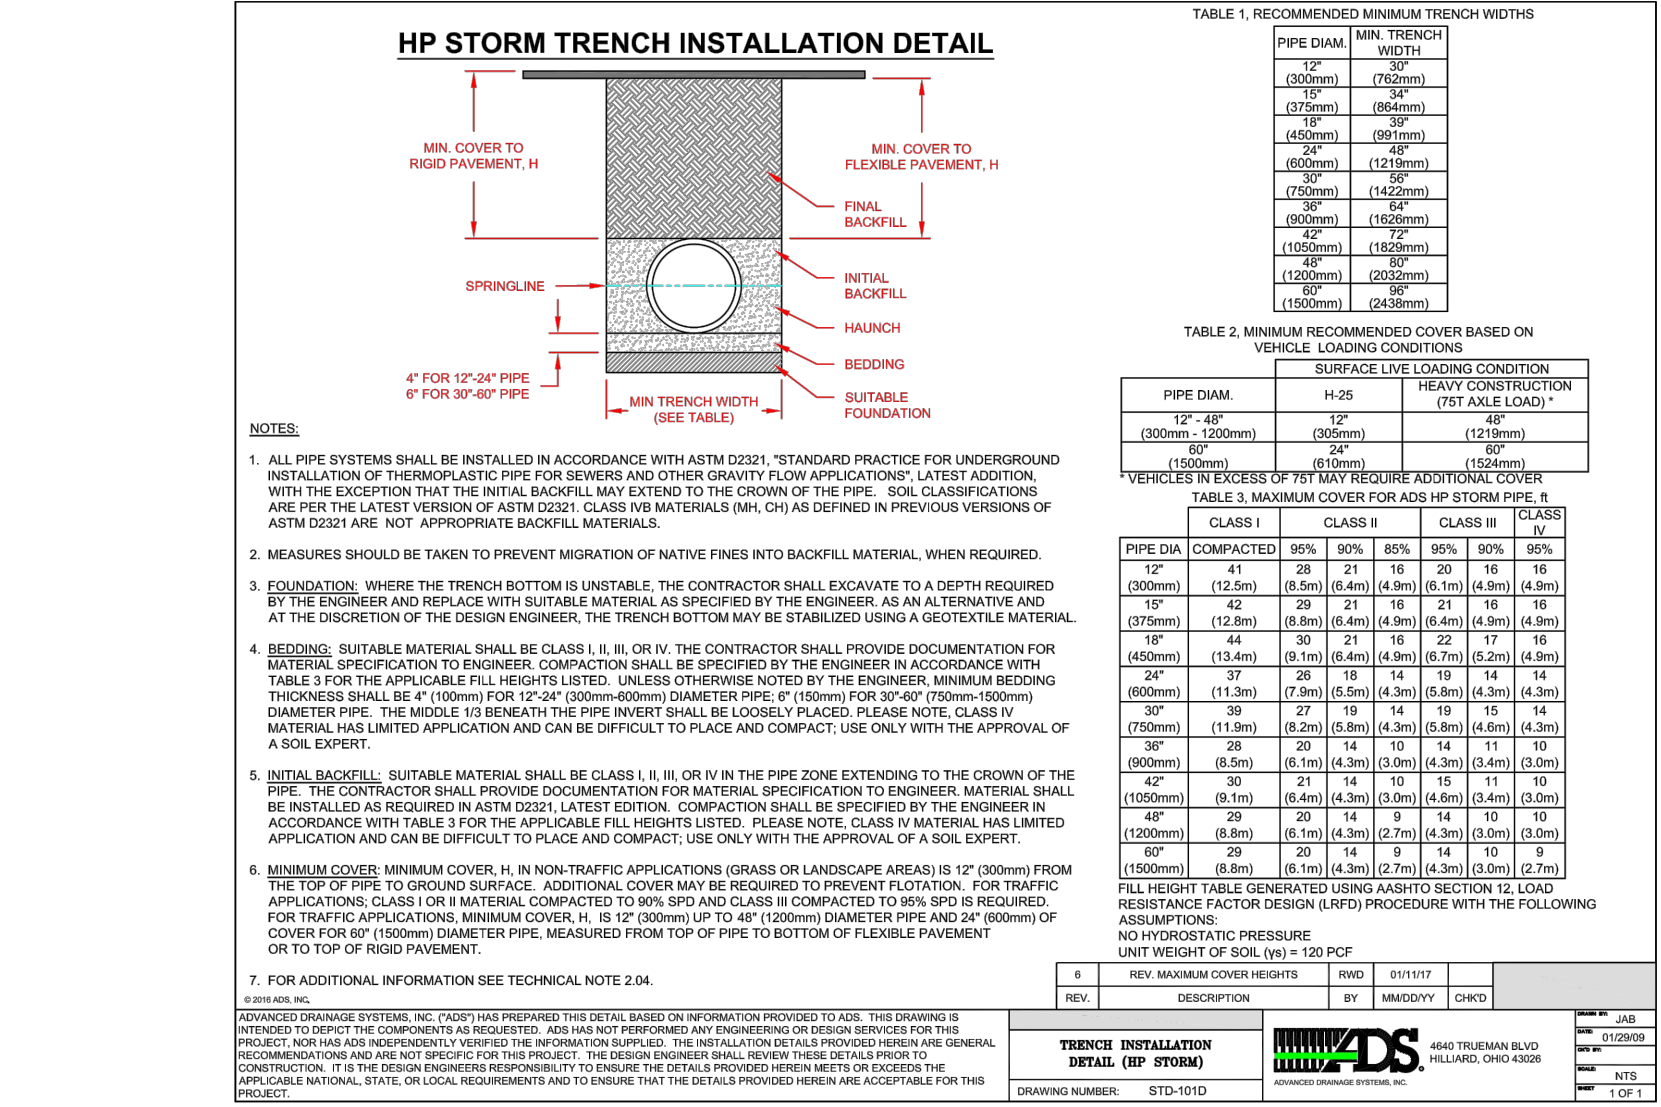 HP STORM TRENCH INSTALLATION DETAIL
MIN. COVER TO
RIGID PAVEMENT, H
MIN. COVER TO
FLEXIBLE PAVEMENT, H
FINAL
BACKFILL
SPRINGLINE
INITIAL
BACKFILL
HAUNCH
BEDDING
4" FOR 12"-24" PIPE
6" FOR 30"-60" PIPE
MIN TRENCH WIDTH
(SEE TABLE)
SUITABLE
FOUNDATION
NOTES:
1. ALL PIPE SYSTEMS SHALL BE INSTALLED IN ACCORDANCE WITH ASTM D2321, "STANDARD PRACTICE FOR UNDERGROUND
INSTALLATION OF THERMOPLASTIC PIPE FOR SEWERS AND OTHER GRAVITY FLOW APPLICATIONS", LATEST ADDITION,
WITH THE EXCEPTION THAT THE INITIAL BACKFILL MAY EXTEND TO THE CROWN OF THE PIPE. SOIL CLASSIFICATIONS
ARE PER THE LATEST VERSION OF ASTM D2321. CLASS IVB MATERIALS (MH, CH) AS DEFINED IN PREVIOUS VERSIONS OF
ASTM D2321 ARE NOT APPROPRIATE BACKFILL MATERIALS.
2. MEASURES SHOULD BE TAKEN TO PREVENT MIGRATION OF NATIVE FINES INTO BACKFILL MATERIAL, WHEN REQUIRED.
3. FOUNDATION: WHERE THE TRENCH BOTTOM IS UNSTABLE, THE CONTRACTOR SHALL EXCAVATE TO A DEPTH REQUIRED
BY THE ENGINEER AND REPLACE WITH SUITABLE MATERIAL AS SPECIFIED BY THE ENGINEER. AS AN ALTERNATIVE AND
AT THE DISCRETION OF THE DESIGN ENGINEER, THE TRENCH BOTTOM MAY BE STABILIZED USING A GEOTEXTILE MATERIAL.
4. BEDDING: SUITABLE MATERIAL SHALL BE CLASS I, II, III, OR IV. THE CONTRACTOR SHALL PROVIDE DOCUMENTATION FOR
MATERIAL SPECIFICATION TO ENGINEER. COMPACTION SHALL BE SPECIFIED BY THE ENGINEER IN ACCORDANCE WITH
TABLE 3 FOR THE APPLICABLE FILL HEIGHTS LISTED. UNLESS OTHERWISE NOTED BY THE ENGINEER, MINIMUM BEDDING
THICKNESS SHALL BE 4" (100mm) FOR 12"-24" (300mm-600mm) DIAMETER PIPE; 6" (150mm) FOR 30"-60" (750mm-1500mm)
DIAMETER PIPE. THE MIDDLE 1/3 BENEATH THE PIPE INVERT SHALL BE LOOSELY PLACED. PLEASE NOTE, CLASS IV
MATERIAL HAS LIMITED APPLICATION AND CAN BE DIFFICULT TO PLACE AND COMPACT; USE ONLY WITH THE APPROVAL OF
A SOIL EXPERT.
5. INITIAL BACKFILL: SUITABLE MATERIAL SHALL BE CLASS I, II, III, OR IV IN THE PIPE ZONE EXTENDING TO THE CROWN OF THE
PIPE. THE CONTRACTOR SHALL PROVIDE DOCUMENTATION FOR MATERIAL SPECIFICATION TO ENGINEER. MATERIAL SHALL
BE INSTALLED AS REQUIRED IN ASTM D2321, LATEST EDITION. COMPACTION SHALL BE SPECIFIED BY THE ENGINEER IN
ACCORDANCE WITH TABLE 3 FOR THE APPLICABLE FILL HEIGHTS LISTED. PLEASE NOTE, CLASS IV MATERIAL HAS LIMITED
APPLICATION AND CAN BE DIFFICULT TO PLACE AND COMPACT; USE ONLY WITH THE APPROVAL OF A SOIL EXPERT.
6. MINIMUM COVER: MINIMUM COVER, H, IN NON-TRAFFIC APPLICATIONS (GRASS OR LANDSCAPE AREAS) IS 12" (300mm) FROM
THE TOP OF PIPE TO GROUND SURFACE. ADDITIONAL COVER MAY BE REQUIRED TO PREVENT FLOTATION. FOR TRAFFIC
APPLICATIONS; CLASS I OR II MATERIAL COMPACTED TO 90% SPD AND CLASS III COMPACTED TO 95% SPD IS REQUIRED.
FOR TRAFFIC APPLICATIONS, MINIMUM COVER, H, IS 12" (300mm) UP TO 48" (1200mm) DIAMETER PIPE AND 24" (600mm) OF
COVER FOR 60" (1500mm) DIAMETER PIPE, MEASURED FROM TOP OF PIPE TO BOTTOM OF FLEXIBLE PAVEMENT
OR TO TOP OF RIGID PAVEMENT.
7. FOR ADDITIONAL INFORMATION SEE TECHNICAL NOTE 2.04.
© 2016 ADS, INC.
TABLE 1, RECOMMENDED MINIMUM TRENCH WIDTHS
PIPE DIAM. MIN. TRENCH
WIDTH
12" 30"
(300mm) (762mm)
15" 34"
(375mm) (864mm)
18" 39"
(450mm) (991mm)
24" 48"
(600mm) (1219mm)
30" 56"
(750mm) (1422mm)
36" 64"
(900mm) (1626mm)
42" 72"
(1050mm) (1829mm)
48" 80"
(1200mm) (2032mm)
60" 96"
(1500mm) (2438mm)
TABLE 2, MINIMUM RECOMMENDED COVER BASED ON
VEHICLE LOADING CONDITIONS
SURFACE LIVE LOADING CONDITION
PIPE DIAM. H-25 HEAVY CONSTRUCTION
(75T AXLE LOAD) *
12" - 48" 12" 48"
(300mm - 1200mm) (305mm) (1219mm)
60" 24" 60"
(1500mm) (610mm) (1524mm)
* VEHICLES IN EXCESS OF 75T MAY REQUIRE ADDITIONAL COVER
TABLE 3, MAXIMUM COVER FOR ADS HP STORM PIPE, ft
CLASS I CLASS II CLASS III CLASS
IV
PIPE DIA COMPACTED 95% 90% 85% 95% 90% 95%
12" 41 28 21 16 20 16 16
(300mm) (12.5m) (8.5m) (6.4m) (4.9m) (6.1m) (4.9m) (4.9m)
15" 42 29 21 16 21 16 16
(375mm) (12.8m) (8.8m) (6.4m) (4.9m) (6.4m) (4.9m) (4.9m)
18" 44 30 21 16 22 17 16
(450mm) (13.4m) (9.1m) (6.4m) (4.9m) (6.7m) (5.2m) (4.9m)
24" 37 26 18 14 19 14 14
(600mm) (11.3m) (7.9m) (5.5m) (4.3m) (5.8m) (4.3m) (4.3m)
30" 39 27 19 14 19 15 14
(750mm) (11.9m) (8.2m) (5.8m) (4.3m) (5.8m) (4.6m) (4.3m)
36" 28 20 14 10 14 11 10
(900mm) (8.5m) (6.1m) (4.3m) (3.0m) (4.3m) (3.4m) (3.0m)
42" 30 21 14 10 15 11 10
(1050mm) (9.1m) (6.4m) (4.3m) (3.0m) (4.6m) (3.4m) (3.0m)
48" 29 20 14 9 14 10 10
(1200mm) (8.8m) (6.1m) (4.3m) (2.7m) (4.3m) (3.0m) (3.0m)
60" 29 20 14 9 14 10 9
(1500mm) (8.8m) (6.1m) (4.3m) (2.7m) (4.3m) (3.0m) (2.7m)
FILL HEIGHT TABLE GENERATED USING AASHTO SECTION 12, LOAD
RESISTANCE FACTOR DESIGN (LRFD) PROCEDURE WITH THE FOLLOWING
ASSUMPTIONS:
NO HYDROSTATIC PRESSURE
UNIT WEIGHT OF SOIL (γs) = 120 PCF
6 REV. MAXIMUM COVER HEIGHTS RWD 01/11/17
REV. DESCRIPTION BY MM/DD/YY CHK'D
ADVANCED DRAINAGE SYSTEMS, INC. ("ADS") HAS PREPARED THIS DETAIL BASED ON INFORMATION PROVIDED TO ADS. THIS DRAWING IS
INTENDED TO DEPICT THE COMPONENTS AS REQUESTED. ADS HAS NOT PERFORMED ANY ENGINEERING OR DESIGN SERVICES FOR THIS
PROJECT, NOR HAS ADS INDEPENDENTLY VERIFIED THE INFORMATION SUPPLIED. THE INSTALLATION DETAILS PROVIDED HEREIN ARE GENERAL
RECOMMENDATIONS AND ARE NOT SPECIFIC FOR THIS PROJECT. THE DESIGN ENGINEER SHALL REVIEW THESE DETAILS PRIOR TO
CONSTRUCTION. IT IS THE DESIGN ENGINEERS RESPONSIBILITY TO ENSURE THE DETAILS PROVIDED HEREIN MEETS OR EXCEEDS THE
APPLICABLE NATIONAL, STATE, OR LOCAL REQUIREMENTS AND TO ENSURE THAT THE DETAILS PROVIDED HEREIN ARE ACCEPTABLE FOR THIS
PROJECT.
TRENCH INSTALLATION
DETAIL (HP STORM)
DRAWING NUMBER: STD-101D
ADS
ADVANCED DRAINAGE SYSTEMS, INC.
4640 TRUEMAN BLVD
HILLIARD, OHIO 43026
DRAWN BY: JAB
DATE: 01/29/09
CK'D BY:
SCALE: NTS
SHEET 1 OF 1